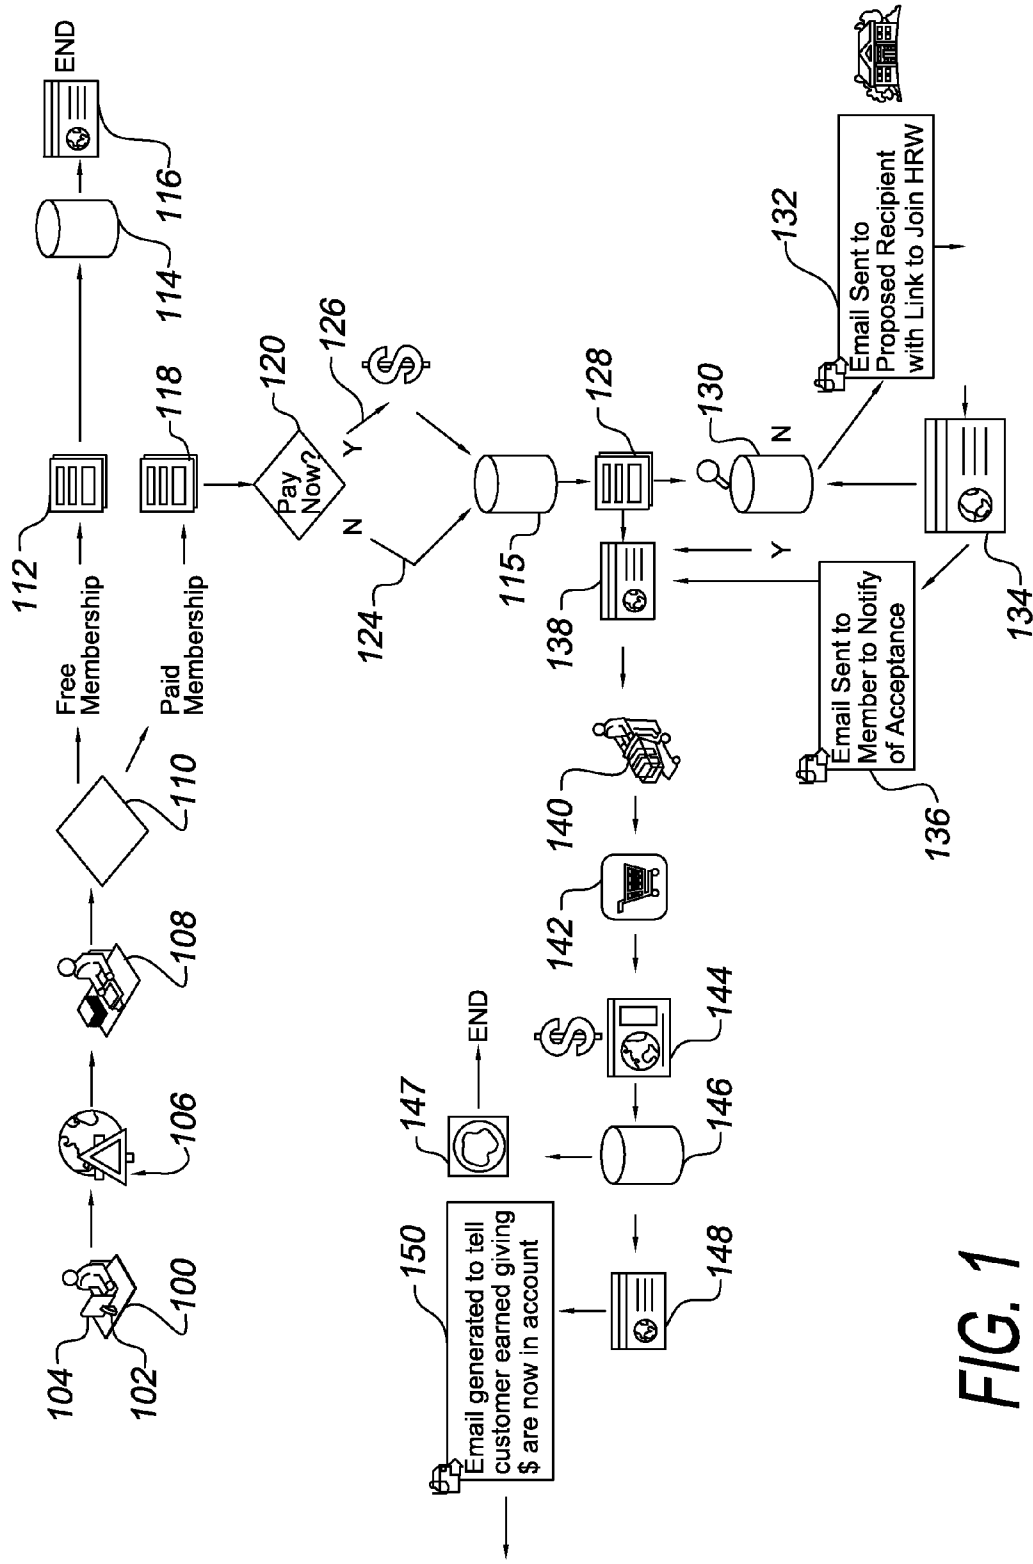 104
102
100
106
108
110
Free
Membership
Paid
Membership
112
118
114
116
END
120
Pay
Now?
Y
N
126
124
115
128
138
130
N
Y
132
Email Sent to
Proposed Recipient
with Link to Join HRW
134
136
Email Sent to
Member to Notify
of Acceptance
140
142
144
146
147
END
148
150
Email generated to tell
customer earned giving
$ are now in account
FIG. 1